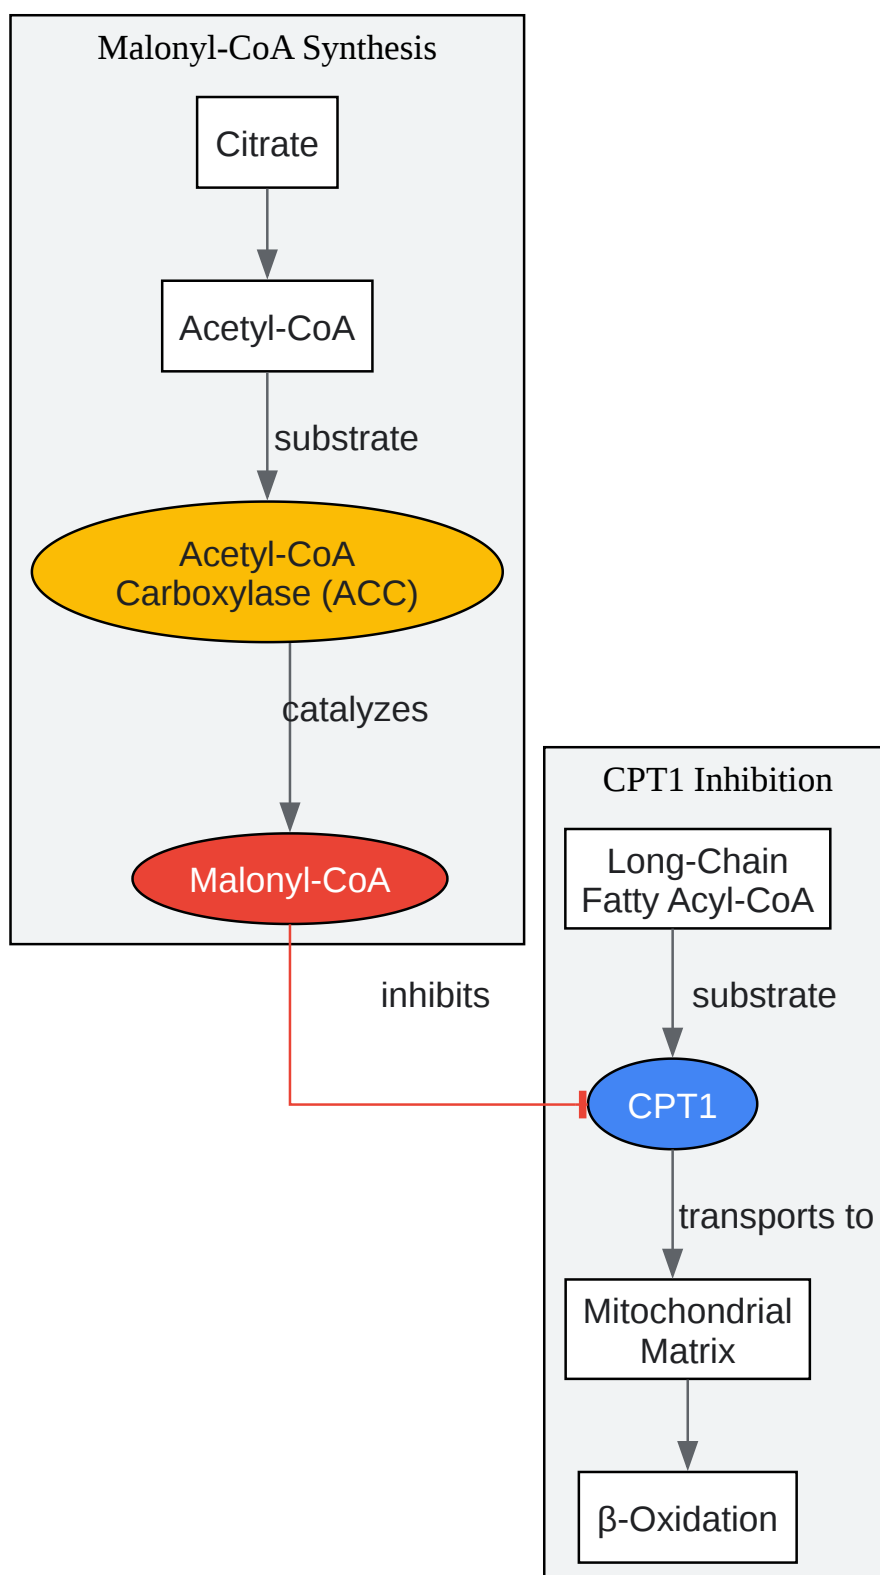 Malonyl-CoA Synthesis
Citrate
Acetyl-CoA
substrate
Acetyl-CoA
Carboxylase (ACC)
catalyzes
Malonyl-CoA
inhibits
CPT1 Inhibition
Long-Chain
Fatty Acyl-CoA
substrate
CPT1
transports to
Mitochondrial
Matrix
β-Oxidation